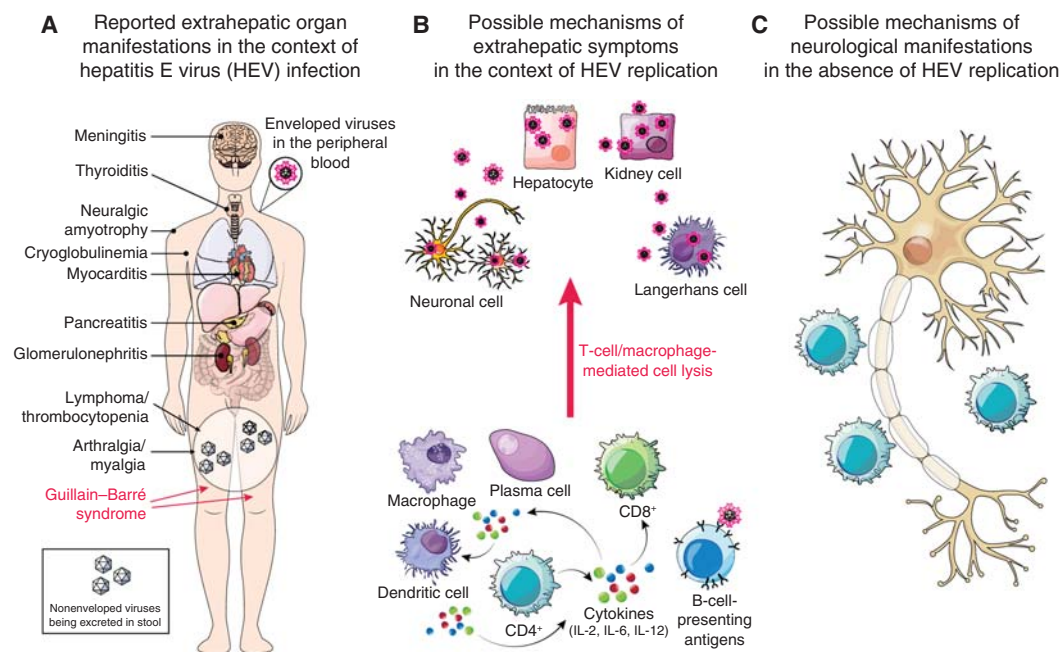 A
Reported extrahepatic organ
manifestations in the context of
hepatitis E virus (HEV) infection
Meningitis
Thyroiditis
Neuralgic
amyotrophy
Cryoglobulinemia
Myocarditis
Pancreatitis
Glomerulonephritis
Lymphoma/
thrombocytopenia
Arthralgia/
myalgia
Guillain–Barré
syndrome
Enveloped viruses
in the peripheral
blood
Nonenveloped viruses
being excreted in stool
B
Possible mechanisms of
extrahepatic symptoms
in the context of HEV replication
Hepatocyte
Kidney cell
Neuronal cell
Langerhans cell
T-cell/macrophage-
mediated cell lysis
Macrophage
Plasma cell
CD8⁺
Dendritic cell
CD4⁺
Cytokines
(IL-2, IL-6, IL-12)
B-cell-
presenting
antigens
C
Possible mechanisms of
neurological manifestations
in the absence of HEV replication